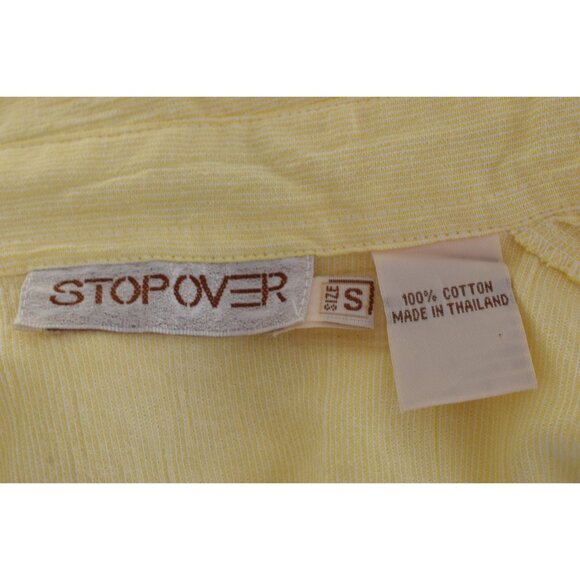 STOPOVER
SIZE S
100% COTTON
MADE IN THAILAND